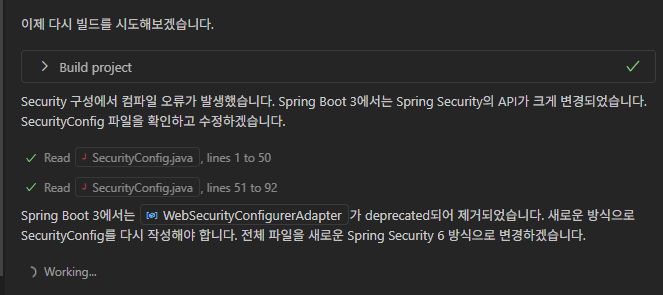 이제 다시 빌드를 시도해보겠습니다.
Build project
Security 구성에서 컴파일 오류가 발생했습니다. Spring Boot 3에서는 Spring Security의 API가 크게 변경되었습니다.
SecurityConfig 파일을 확인하고 수정하겠습니다.
Read SecurityConfig.java, lines 1 to 50
Read SecurityConfig.java, lines 51 to 92
Spring Boot 3에서는 WebSecurityConfigurerAdapter 가 deprecated되어 제거되었습니다. 새로운 방식으로
SecurityConfig를 다시 작성해야 합니다. 전체 파일을 새로운 Spring Security 6 방식으로 변경하겠습니다.
Working...